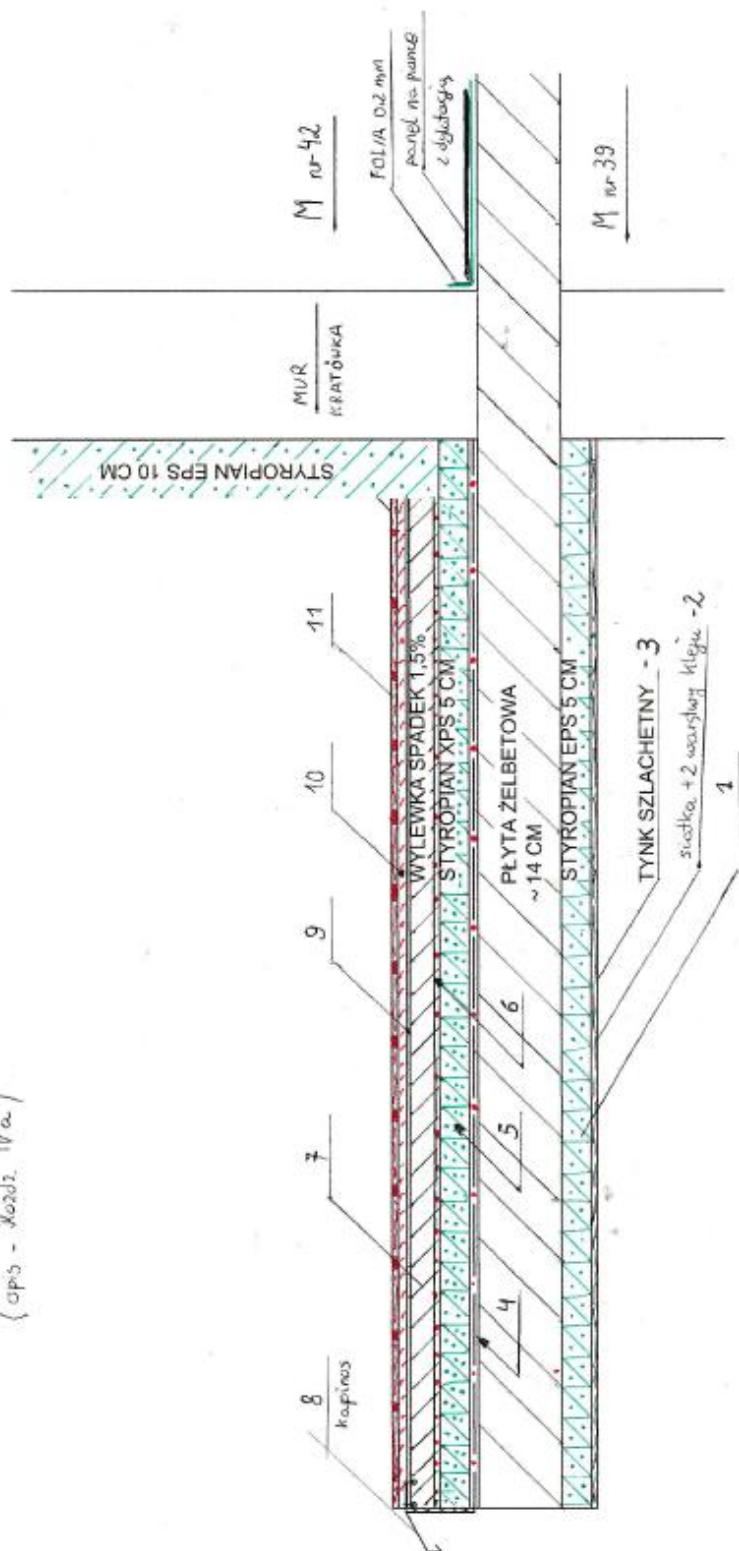 (opis - Rozdz. IV a)
8
kapinos
7
9
10
11
STYROPIAN EPS 10 CM
MUR
KRATÓWKA
M nr 42
FOLIA 0.2 mm
panel na piance
z dylatacją
WYLEWKA SPADEK 1,5%
STYROPIAN XPS 5 CM
4
5
6
PŁYTA ŻELBETOWA
~ 14 CM
STYROPIAN EPS 5 CM
M nr 39
TYNK SZLACHETNY - 3
siatka + 2 warstwy kleju - 2
1